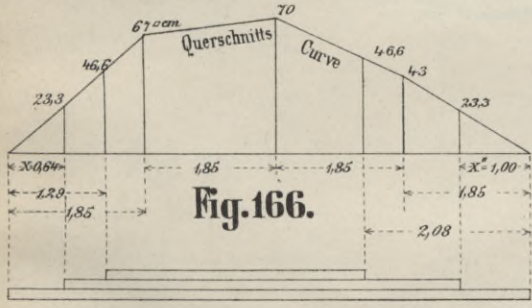 70
67 □cm
Querschnitts
Curve
46,6
46,6
43
23,3
23,3
X=0,64
1,85
1,85
X"=1,00
1,29
1,85
1,85
Fig. 166.
2,08